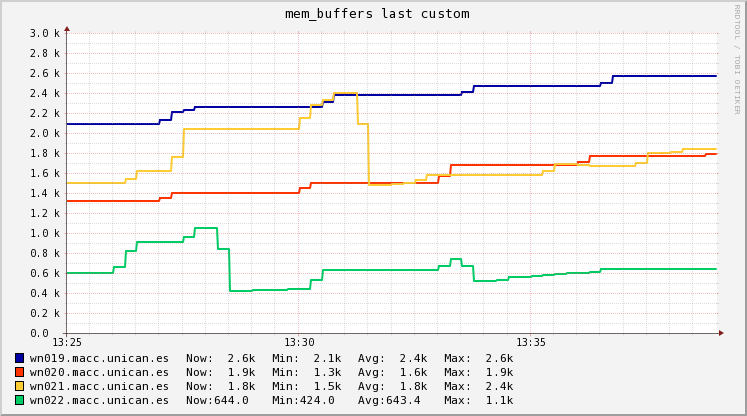 mem_buffers last custom
RRDTOOL / TOBI OETIKER
3.0 k
2.8 k
2.6 k
2.4 k
2.2 k
2.0 k
1.8 k
1.6 k
1.4 k
1.2 k
1.0 k
0.8 k
0.6 k
0.4 k
0.2 k
0.0
13:25 13:30 13:35
wn019.macc.unican.es Now: 2.6k Min: 2.1k Avg: 2.4k Max: 2.6k
wn020.macc.unican.es Now: 1.9k Min: 1.3k Avg: 1.6k Max: 1.9k
wn021.macc.unican.es Now: 1.8k Min: 1.5k Avg: 1.8k Max: 2.4k
wn022.macc.unican.es Now:644.0 Min:424.0 Avg:643.4 Max: 1.1k